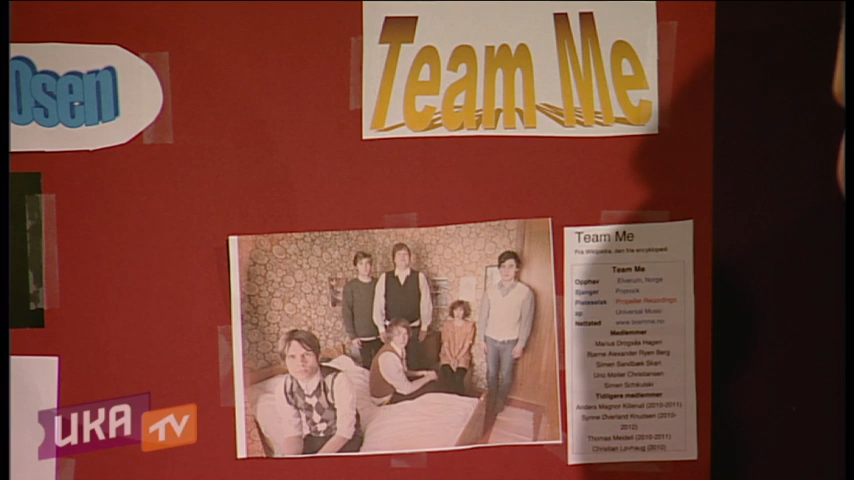 Osen
Team Me
Team Me
Fra Wikipedia, den frie encyklopedi.
Team Me
Opphav Elverum, Norge
Sjanger Poprock
Plateselsk Propeller Recordings
ap. Universal Music
Nettsted www.teamme.no
Medlemmer
Marius Drogsås Hagen
Bjarne Alexander Ryen Berg
Simen Sandbæk Skari
Uno Møller Christiansen
Simen Schikulski
Tidligere medlemmer
Anders Magnor Killerud (2010-2011)
Synne Øverland Knudsen (2010-
2012)
Thomas Meidell (2010-2011)
Christian Løvhaug (2010)
UKA TV